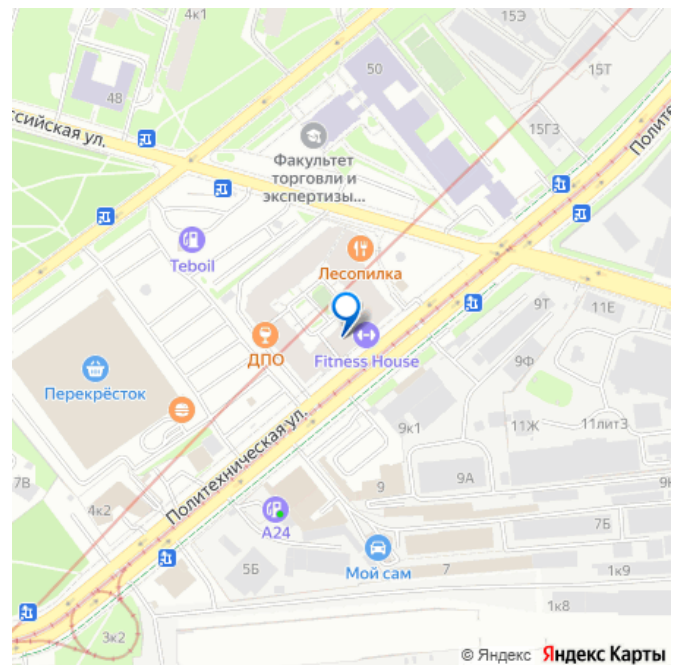 4к1
15Э
50
15Т
48
ссийская ул.
15Г3
Полите
Факультет
торговли и
экспертизы...
Teboil
Лесопилка
9Т
11Е
ДПО
Fitness House
9Ф
Перекрёсток
Политехническая ул.
9к1
11Ж
11лит3
7В
9А
9
4к2
А24
7Б
5Б
Мой сам
7
1к9
1к8
3к2
© Яндекс Яндекс Карты